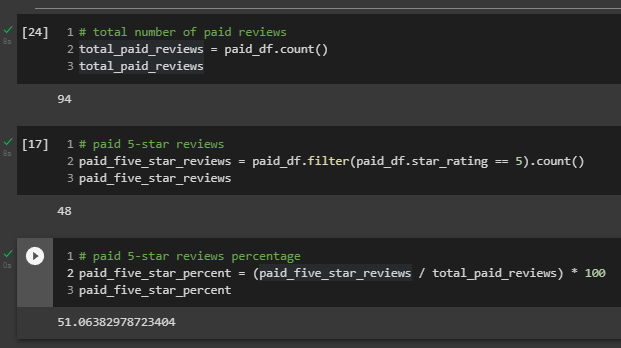 [24] 1 # total number of paid reviews
2 total_paid_reviews = paid_df.count()
3 total_paid_reviews
94
[17] 1 # paid 5-star reviews
2 paid_five_star_reviews = paid_df.filter(paid_df.star_rating == 5).count()
3 paid_five_star_reviews
48
1 # paid 5-star reviews percentage
2 paid_five_star_percent = (paid_five_star_reviews / total_paid_reviews) * 100
3 paid_five_star_percent
51.06382978723404